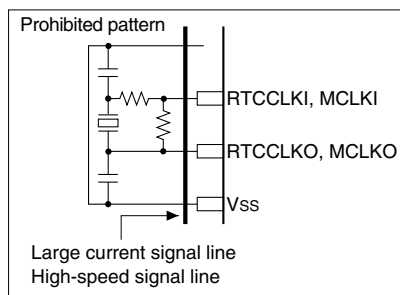 Prohibited pattern
RTCCLKI, MCLKI
RTCCLKO, MCLKO
Vss
Large current signal line
High-speed signal line